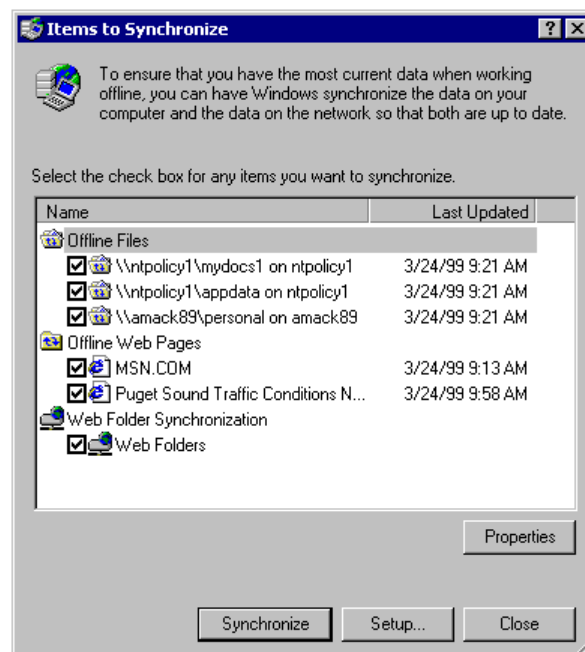 Items to Synchronize
To ensure that you have the most current data when working
offline, you can have Windows synchronize the data on your
computer and the data on the network so that both are up to date.
Select the check box for any items you want to synchronize.
Name Last Updated
Offline Files
\\ntpolicy1\mydocs1 on ntpolicy1 3/24/99 9:21 AM
\\ntpolicy1\appdata on ntpolicy1 3/24/99 9:21 AM
\\amack89\personal on amack89 3/24/99 9:21 AM
Offline Web Pages
MSN.COM 3/24/99 9:13 AM
Puget Sound Traffic Conditions N... 3/24/99 9:58 AM
Web Folder Synchronization
Web Folders
Properties
Synchronize Setup... Close